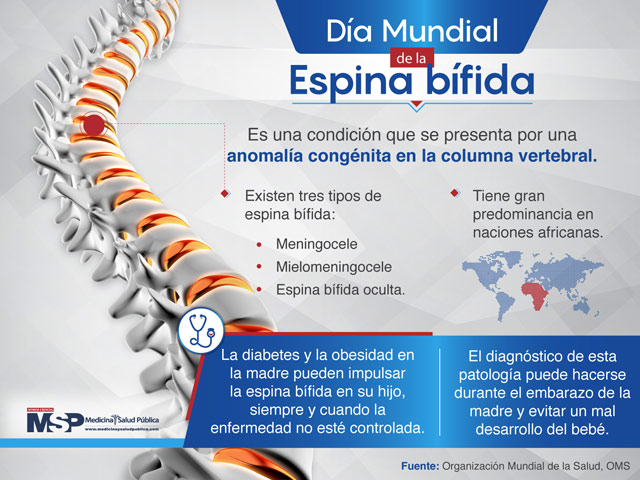 Día Mundial
de la
Espina bífida
Es una condición que se presenta por una
anomalía congénita en la columna vertebral.
Existen tres tipos de
espina bífida:
Meningocele
Mielomeningocele
Espina bífida oculta.
Tiene gran
predominancia en
naciones africanas.
La diabetes y la obesidad en
la madre pueden impulsar
la espina bífida en su hijo,
siempre y cuando la
enfermedad no esté controlada.
El diagnóstico de esta
patología puede hacerse
durante el embarazo de la
madre y evitar un mal
desarrollo del bebé.
MSP Medicina y Salud Pública
www.medicinaysaludpublica.com
Fuente: Organización Mundial de la Salud, OMS